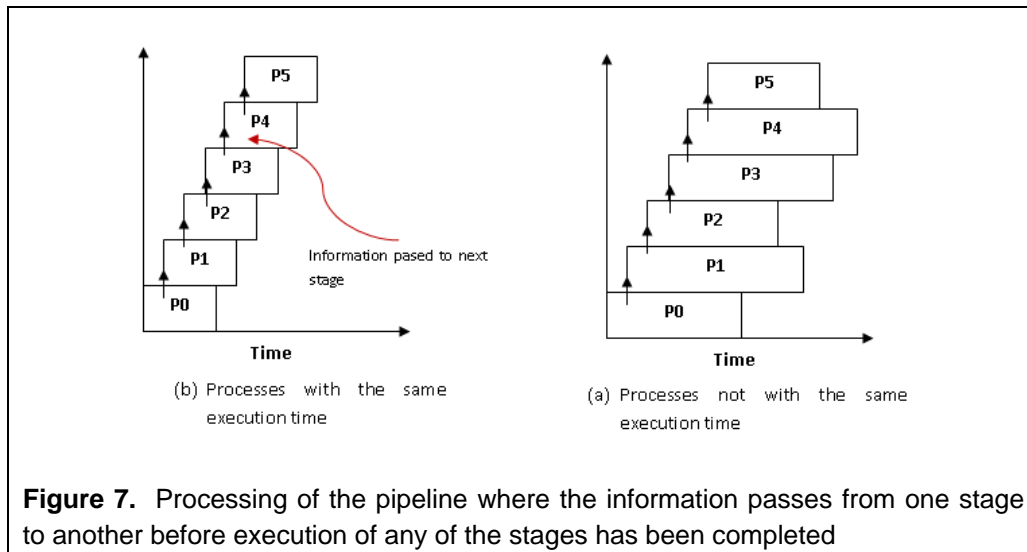 P5
P4
P3
P2
P1
P0
Information pased to next
stage
Time
(b) Processes with the same
execution time
P5
P4
P3
P2
P1
P0
Time
(a) Processes not with the same
execution time
Figure 7. Processing of the pipeline where the information passes from one stage
to another before execution of any of the stages has been completed